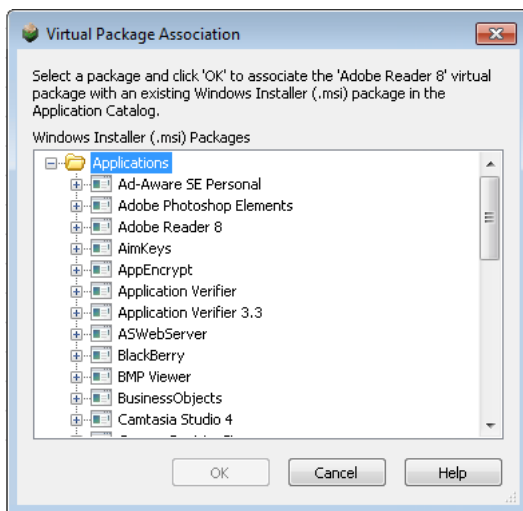 Virtual Package Association
Select a package and click 'OK' to associate the 'Adobe Reader 8' virtual
package with an existing Windows Installer (.msi) package in the
Application Catalog.
Windows Installer (.msi) Packages
Applications
Ad-Aware SE Personal
Adobe Photoshop Elements
Adobe Reader 8
AimKeys
AppEncrypt
Application Verifier
Application Verifier 3.3
ASWebServer
BlackBerry
BMP Viewer
BusinessObjects
Camtasia Studio 4
OK
Cancel
Help